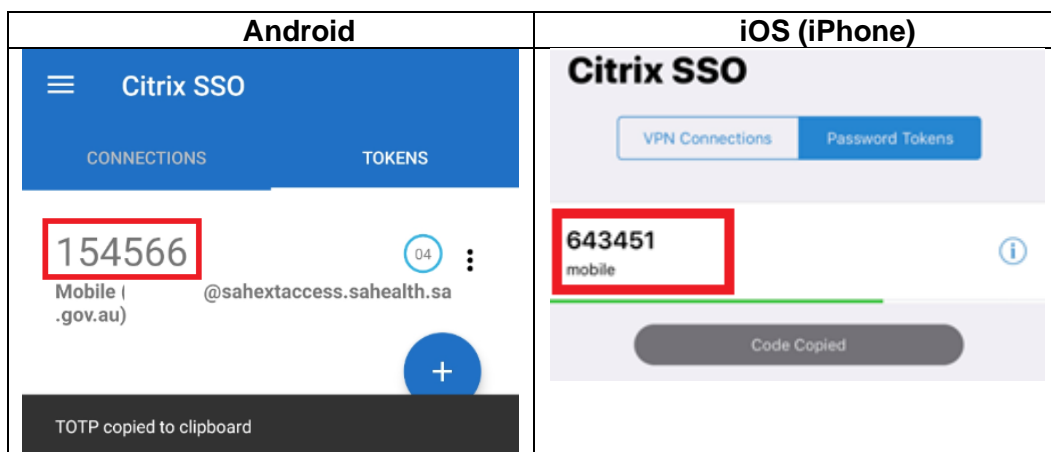 Android
iOS (iPhone)
Citrix SSO
CONNECTIONS TOKENS
154566
04
Mobile ( @sahextaccess.sahealth.sa
.gov.au)
+
TOTP copied to clipboard
Citrix SSO
VPN Connections Password Tokens
643451
mobile
i
Code Copied